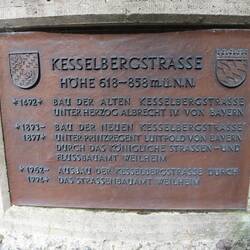 KESSELBERGSTRASSE
HÖHE 618-858 m.ü.N.N.
*1492* BAU DER ALTEN KESSELBERGSTRASSE
UNTER HERZOG ALBRECHT IV VON BAYERN
*1893- BAU DER NEUEN KESSELBERGSTRASSE
1897* UNTER PRINZREGENT LUITPOLD VON BAYERN
DURCH DAS KÖNIGLICHE STRASSEN- UND
FLUSSBAUAMT WEILHEIM
AUSBAU DER KESSELBERGSTRASSE DURCH
DAS STRASSENBAUAMT WEILHEIM